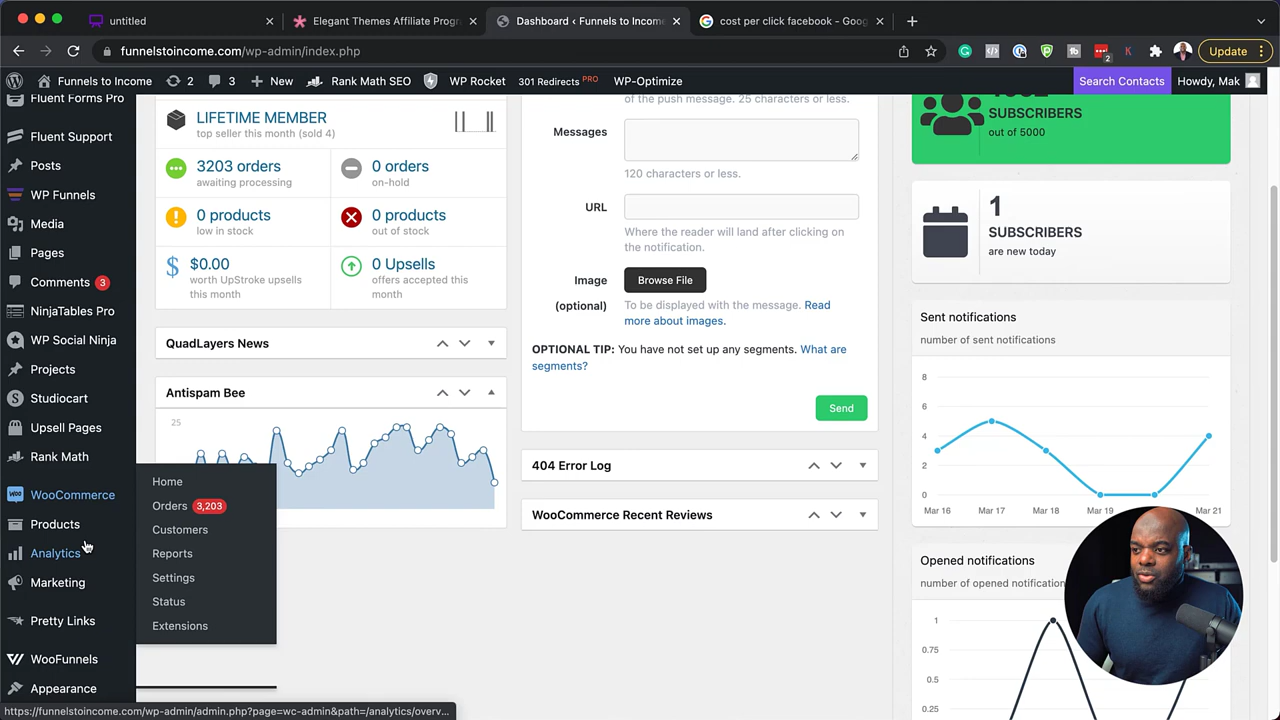 untitled
Elegant Themes Affiliate Progr
Dashboard ‹ Funnels to Income
cost per click facebook - Goog
funnelstoincome.com/wp-admin/index.php
Update
Funnels to Income
2
3
New
Rank Math SEO
WP Rocket
301 Redirects PRO
WP-Optimize
Search Contacts
Howdy, Mak
Fluent Forms Pro
Fluent Support
Posts
WP Funnels
Media
Pages
Comments 3
NinjaTables Pro
WP Social Ninja
Projects
Studiocart
Upsell Pages
Rank Math
WooCommerce
Products
Analytics
Marketing
Pretty Links
WooFunnels
Appearance
Home
Orders 3,203
Customers
Reports
Settings
Status
Extensions
LIFETIME MEMBER
top seller this month (sold 4)
3203 orders
awaiting processing
0 orders
on-hold
0 products
low in stock
0 products
out of stock
$0.00
worth UpStroke upsells
this month
0 Upsells
offers accepted this
month
QuadLayers News
Antispam Bee
25
of the push message. 25 characters or less.
Messages
120 characters or less.
URL
Where the reader will land after clicking on
the notification.
Image
(optional)
Browse File
To be displayed with the message. Read
more about images.
OPTIONAL TIP: You have not set up any segments. What are
segments?
Send
404 Error Log
WooCommerce Recent Reviews
SUBSCRIBERS
out of 5000
1
SUBSCRIBERS
are new today
Sent notifications
number of sent notifications
8
6
4
2
0
Mar 16
Mar 17
Mar 18
Mar 19
Mar 20
Mar 21
Opened notifications
number of opened notification
1
0.75
0.5
https://funnelstoincome.com/wp-admin/admin.php?page=wc-admin&path=/analytics/overv...